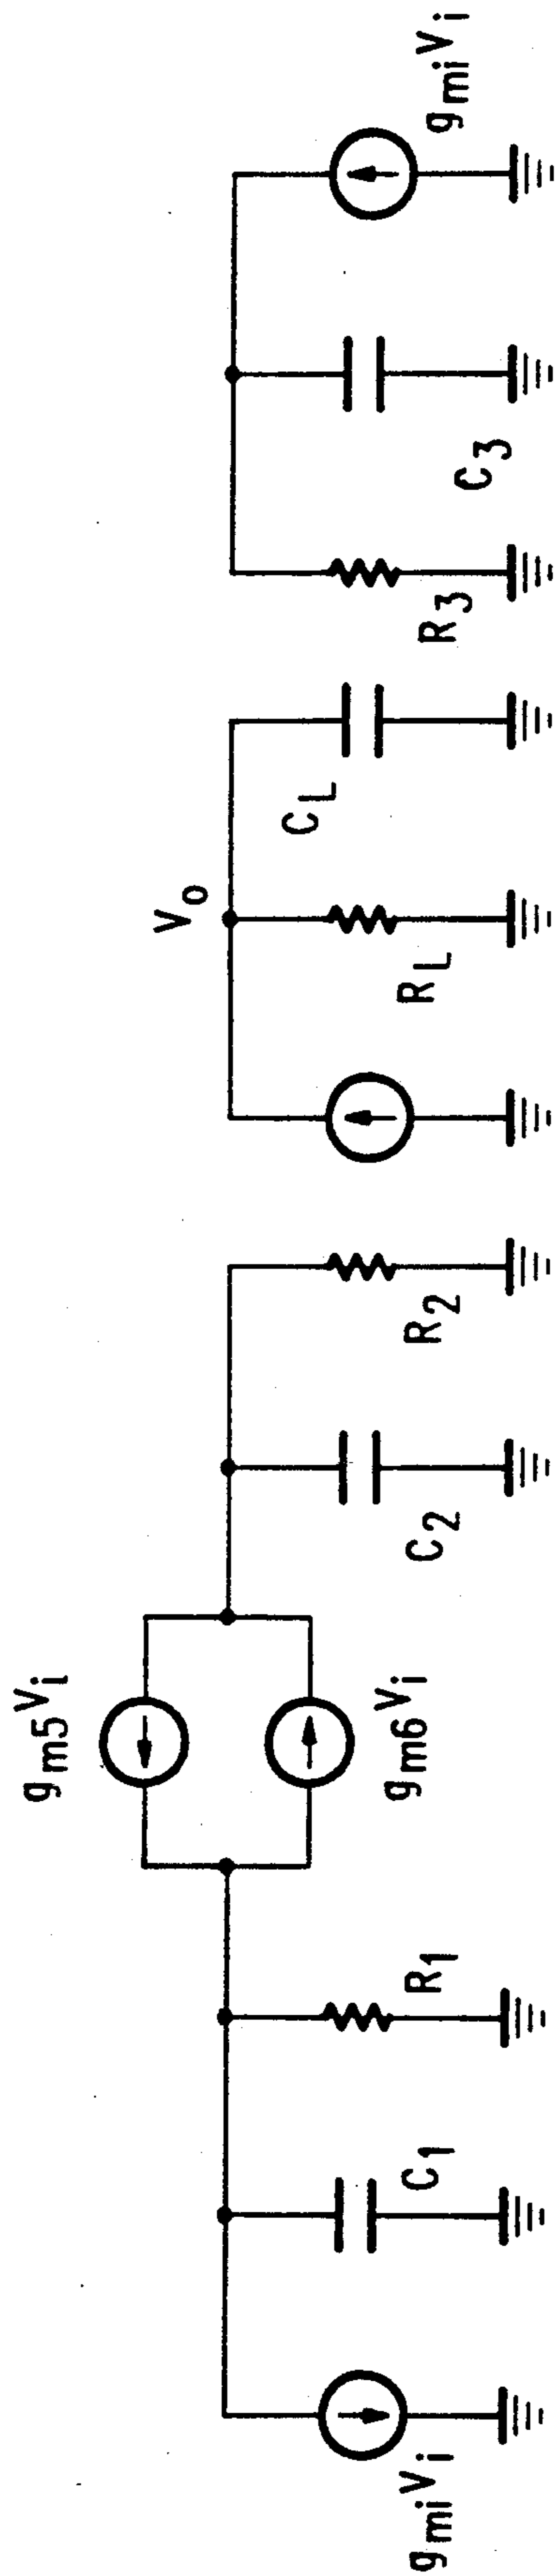 g_mi V_i
C_1
R_1
g_m5 V_i
g_m6 V_i
C_2
R_2
V_o
R_L
C_L
R_3
C_3
g_mi V_i